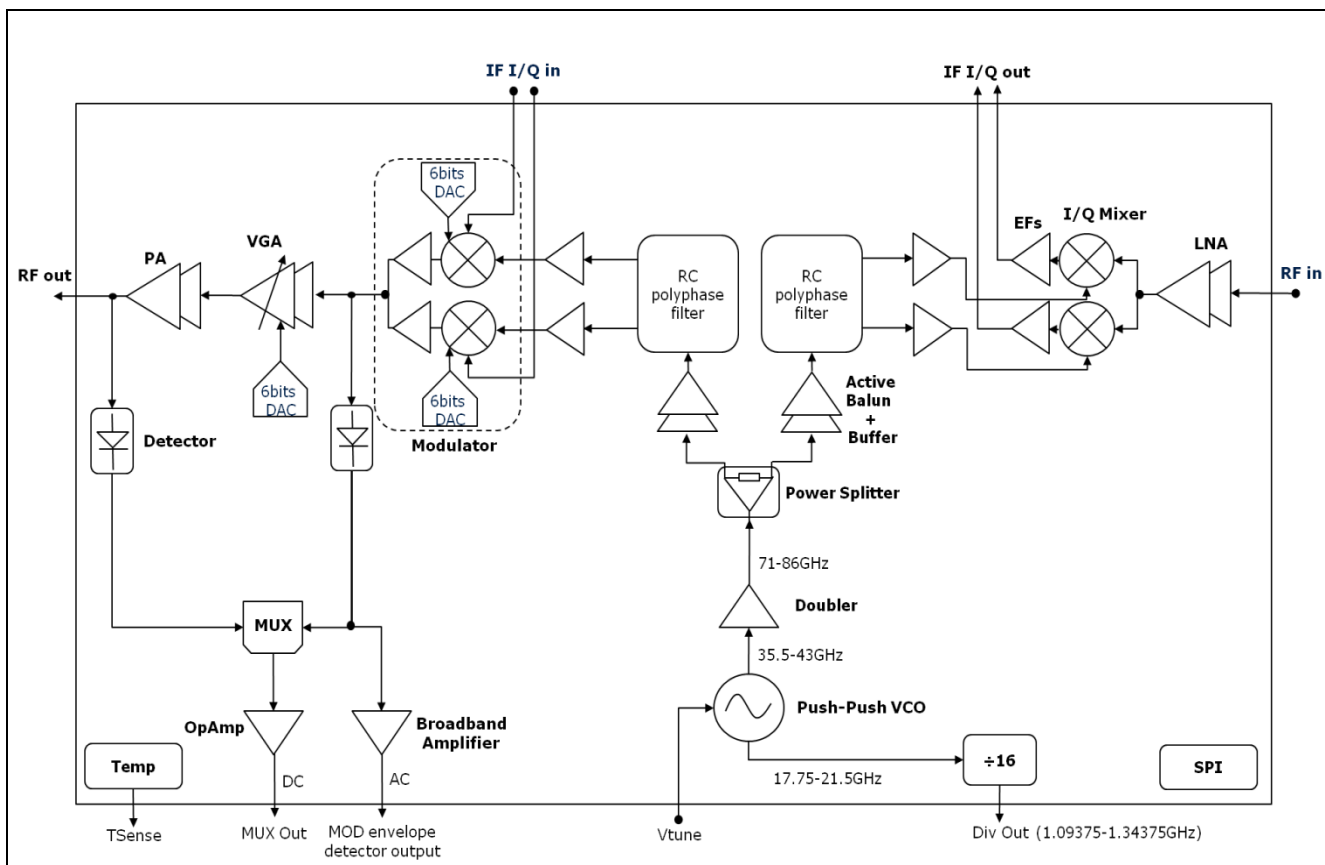 IF I/Q in
IF I/Q out
6bits
DAC
I/Q Mixer
EFs
LNA
VGA
PA
RF out
RF in
RC
polyphase
filter
RC
polyphase
filter
6bits
DAC
6bits
DAC
Modulator
Detector
Active
Balun
+
Buffer
Power Splitter
71-86GHz
Doubler
MUX
35.5-43GHz
Push-Push VCO
OpAmp
Broadband
Amplifier
Temp
DC
AC
17.75-21.5GHz
÷16
SPI
TSense
MUX Out
MOD envelope
detector output
Vtune
Div Out (1.09375-1.34375GHz)